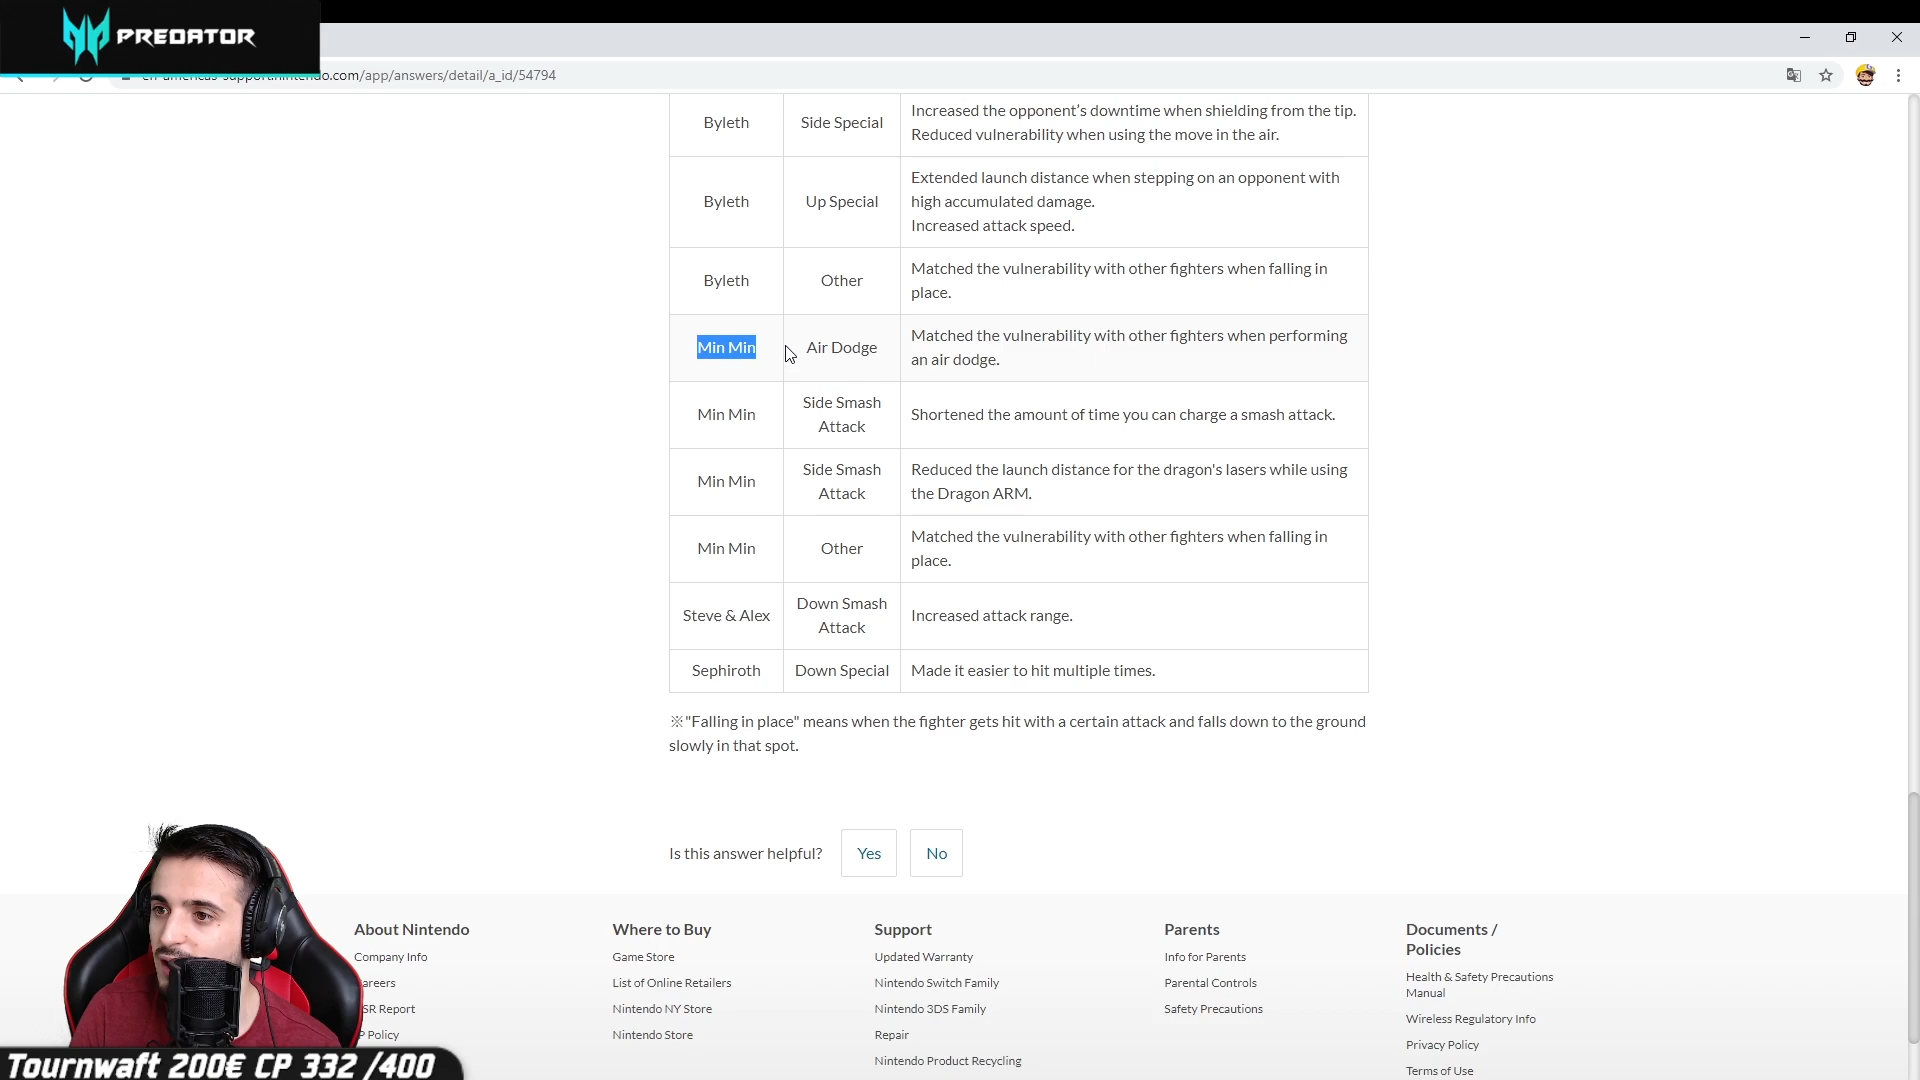 PREDATOR
en-americas-support.nintendo.com/app/answers/detail/a_id/54794
Byleth
Side Special
Increased the opponent’s downtime when shielding from the tip.
Reduced vulnerability when using the move in the air.
Byleth
Up Special
Extended launch distance when stepping on an opponent with
high accumulated damage.
Increased attack speed.
Byleth
Other
Matched the vulnerability with other fighters when falling in
place.
Min Min
Air Dodge
Matched the vulnerability with other fighters when performing
an air dodge.
Min Min
Side Smash
Attack
Shortened the amount of time you can charge a smash attack.
Min Min
Side Smash
Attack
Reduced the launch distance for the dragon's lasers while using
the Dragon ARM.
Min Min
Other
Matched the vulnerability with other fighters when falling in
place.
Steve & Alex
Down Smash
Attack
Increased attack range.
Sephiroth
Down Special
Made it easier to hit multiple times.
※"Falling in place" means when the fighter gets hit with a certain attack and falls down to the ground
slowly in that spot.
Is this answer helpful?
Yes
No
About Nintendo
Company Info
areers
SR Report
P Policy
Where to Buy
Game Store
List of Online Retailers
Nintendo NY Store
Nintendo Store
Support
Updated Warranty
Nintendo Switch Family
Nintendo 3DS Family
Repair
Nintendo Product Recycling
Parents
Info for Parents
Parental Controls
Safety Precautions
Documents /
Policies
Health & Safety Precautions
Manual
Wireless Regulatory Info
Privacy Policy
Terms of Use
Tournwaft 200€ CP 332 /400